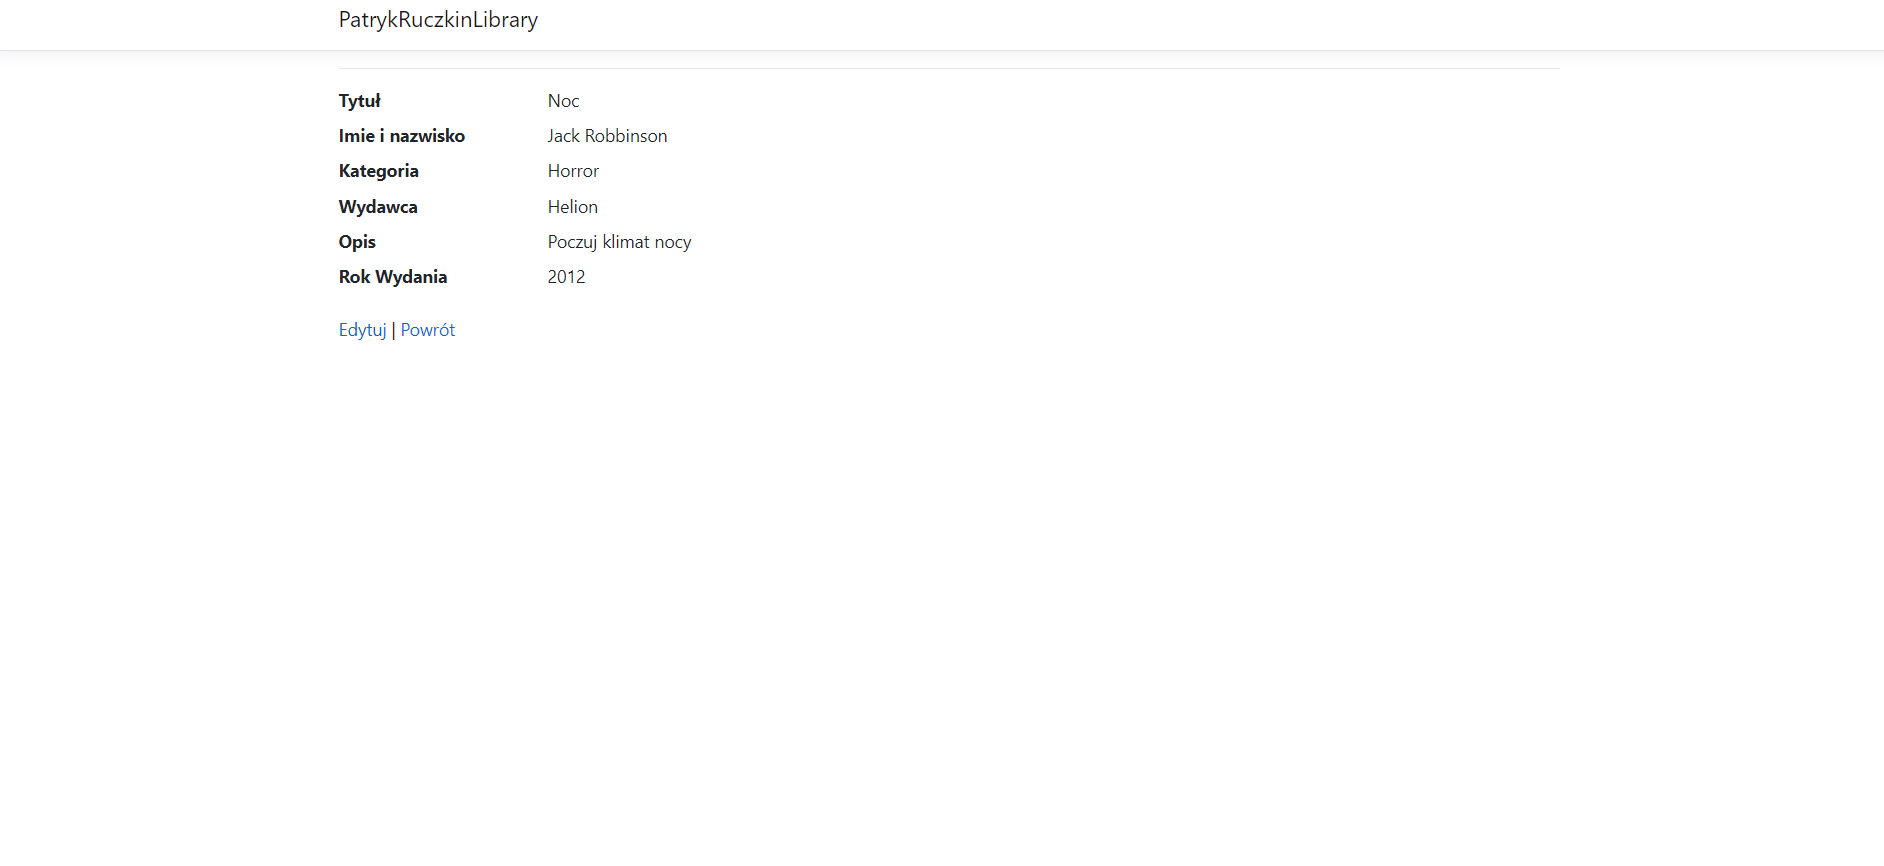 PatrykRuczkinLibrary
Tytuł Noc
Imie i nazwisko Jack Robbinson
Kategoria Horror
Wydawca Helion
Opis Poczuj klimat nocy
Rok Wydania 2012
Edytuj | Powrót